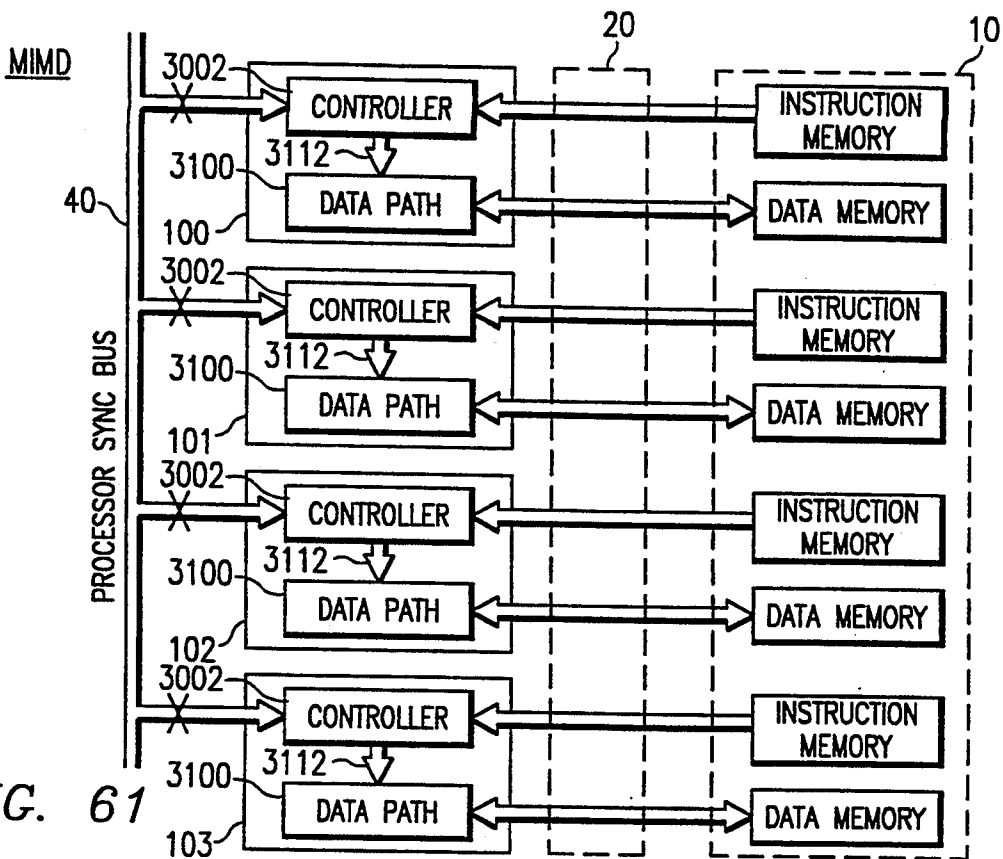 MIMD
20
10
3002
CONTROLLER
INSTRUCTION
MEMORY
3112
3100
DATA PATH
DATA MEMORY
40
100
3002
CONTROLLER
INSTRUCTION
MEMORY
3112
3100
DATA PATH
DATA MEMORY
101
PROCESSOR SYNC BUS
3002
CONTROLLER
INSTRUCTION
MEMORY
3112
3100
DATA PATH
DATA MEMORY
102
3002
CONTROLLER
INSTRUCTION
MEMORY
3112
3100
DATA PATH
DATA MEMORY
103
G. 61